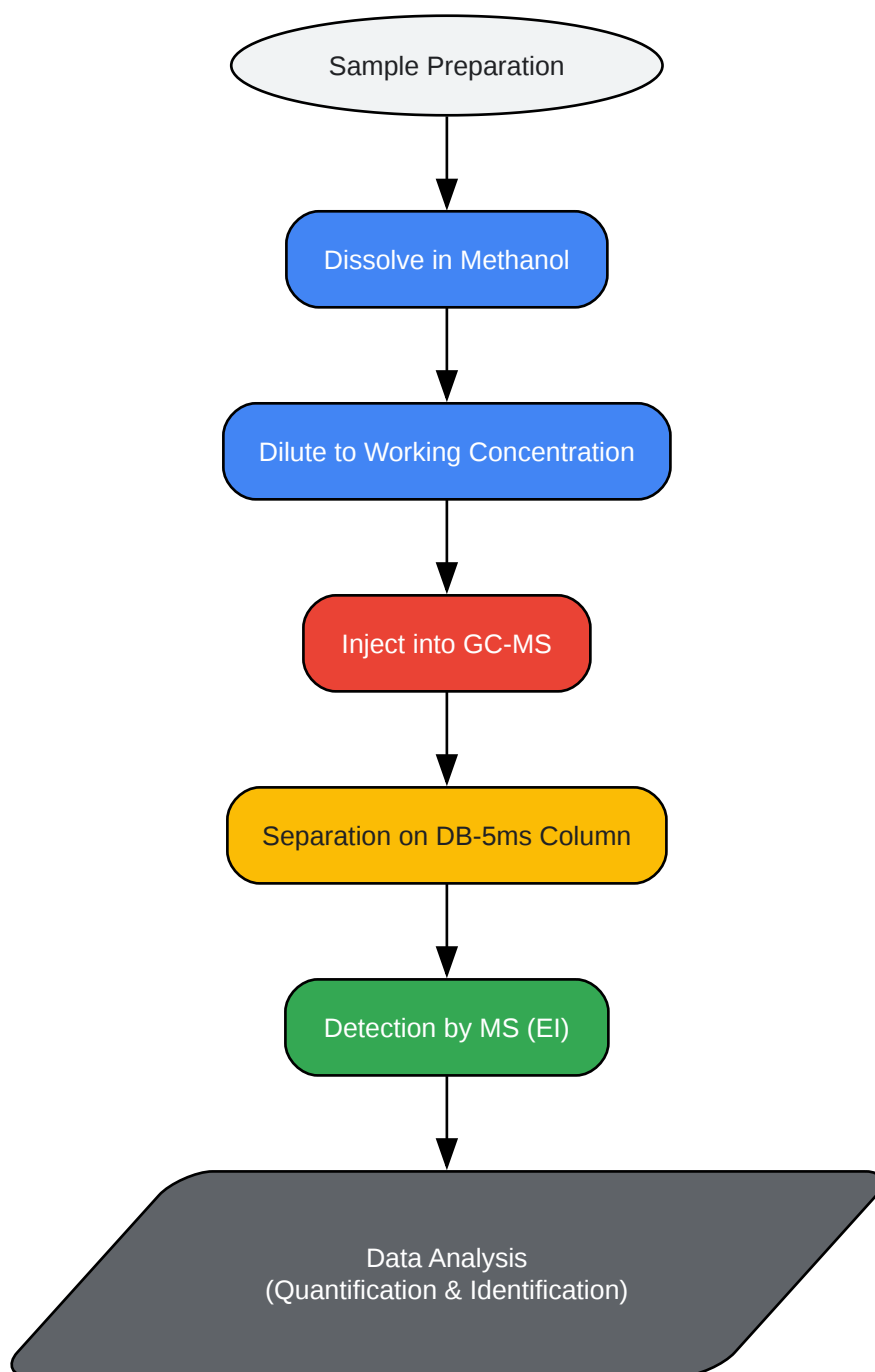 Sample Preparation
Dissolve in Methanol
Dilute to Working Concentration
Inject into GC-MS
Separation on DB-5ms Column
Detection by MS (EI)
Data Analysis
(Quantification & Identification)